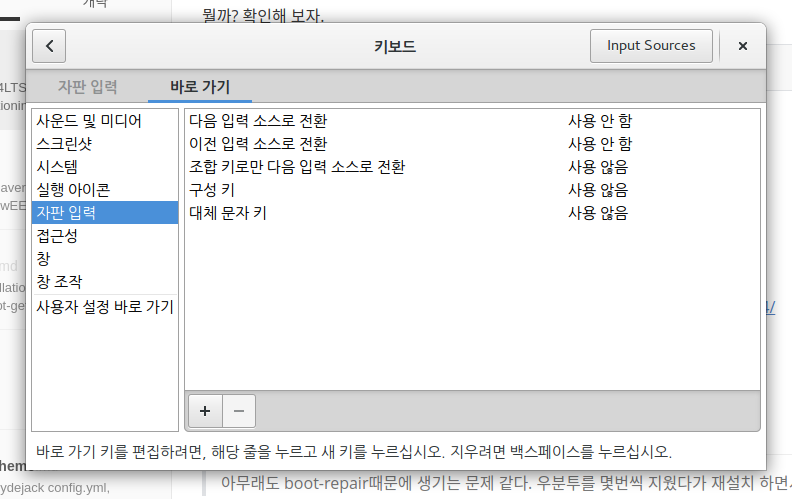 개낙
뭘까? 확인해 보자.
키보드
Input Sources
자판 입력
바로 가기
4LTS
사운드 및 미디어
스크린샷
시스템
실행 아이콘
자판 입력
접근성
창
창 조작
사용자 설정 바로 가기
다음 입력 소스로 전환 사용 안 함
이전 입력 소스로 전환 사용 안 함
조합 키로만 다음 입력 소스로 전환 사용 않음
구성 키 사용 않음
대체 문자 키 사용 않음
4/
바로 가기 키를 편집하려면, 해당 줄을 누르고 새 키를 누르십시오. 지우려면 백스페이스를 누르십시오.
ydejack config.yml,
아무래도 boot-repair때문에 생기는 문제 같다. 우분투를 몇번씩 지웠다가 재설치 하면